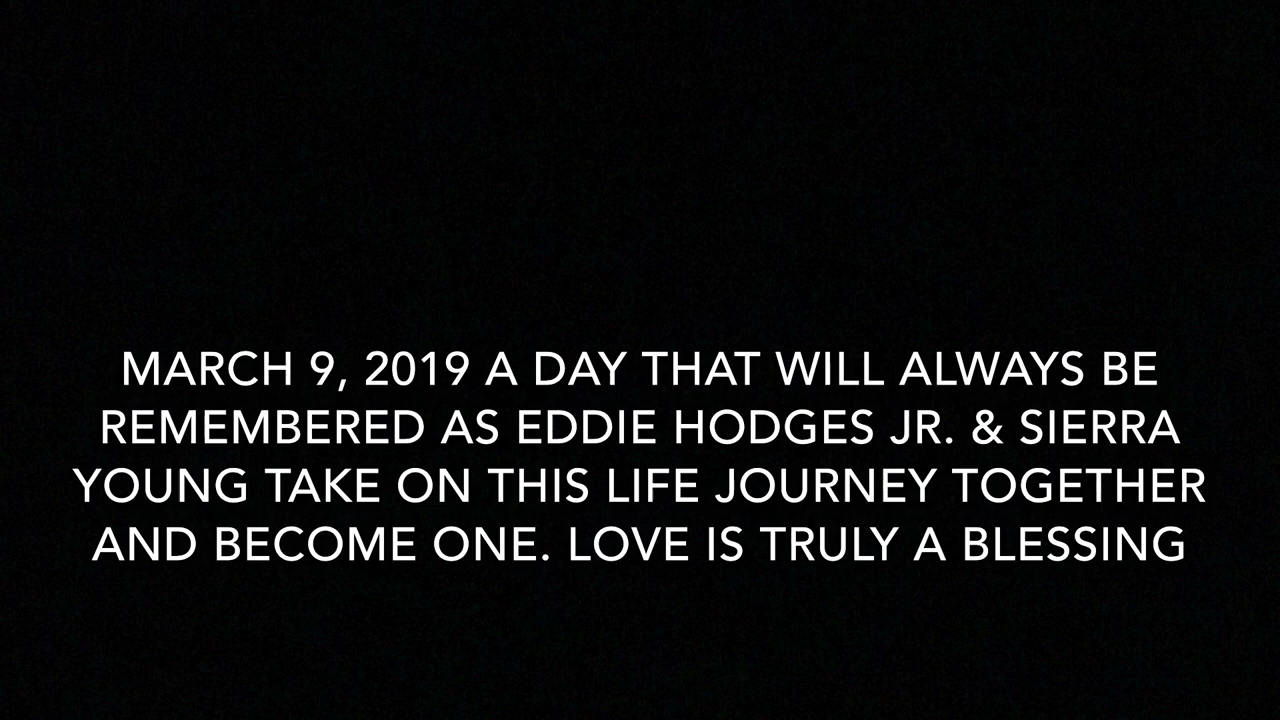 MARCH 9, 2019 A DAY THAT WILL ALWAYS BE
REMEMBERED AS EDDIE HODGES JR. & SIERRA
YOUNG TAKE ON THIS LIFE JOURNEY TOGETHER
AND BECOME ONE. LOVE IS TRULY A BLESSING